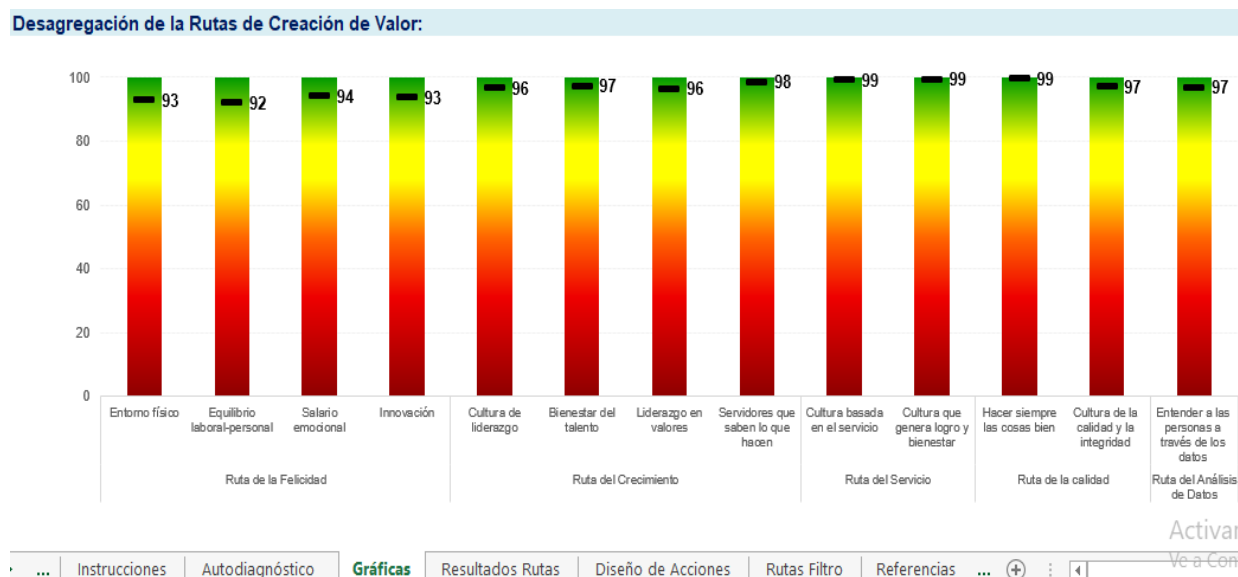 Desagregación de la Rutas de Creación de Valor:
100
80
60
40
20
0
93
92
94
93
96
97
96
98
99
99
99
97
97
Entorno físico
Equilibrio
laboral-personal
Salario
emocional
Innovación
Cultura de
liderazgo
Bienestar del
talento
Liderazgo en
valores
Servidores que
saben lo que
hacen
Cultura basada
en el servicio
Cultura que
genera logro y
bienestar
Hacer siempre
las cosas bien
Cultura de la
calidad y la
integridad
Entender a las
personas a
través de los
datos
Ruta de la Felicidad
Ruta del Crecimiento
Ruta del Servicio
Ruta de la calidad
Ruta del Análisis
de Datos
Activar
Ve a Con
... Instrucciones Autodiagnóstico Gráficas Resultados Rutas Diseño de Acciones Rutas Filtro Referencias ...